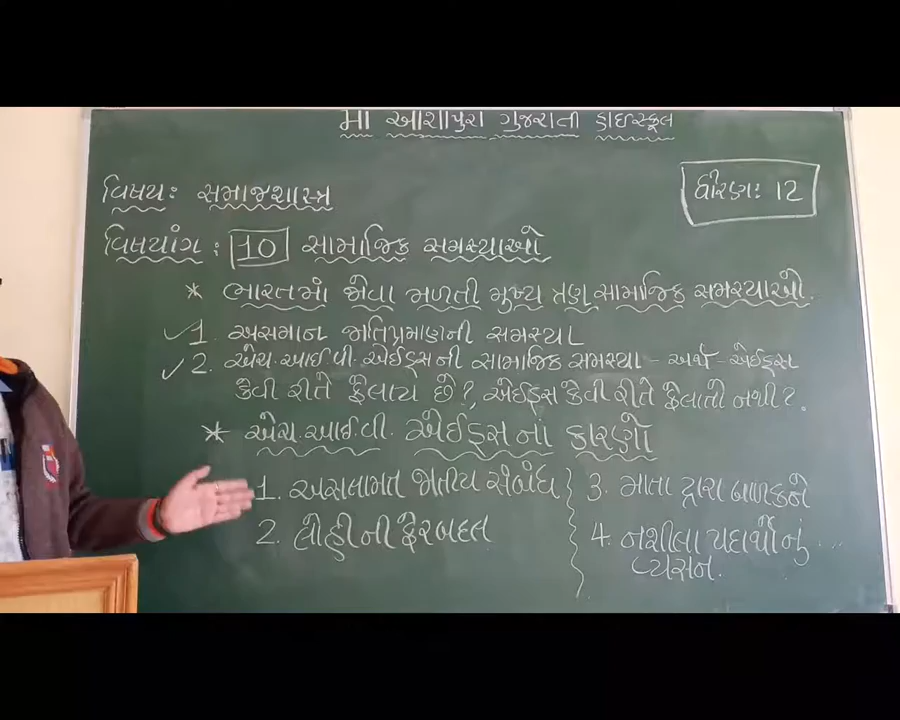 માઁ આશાપુરા ગુજરાતી હાઈસ્કૂલ
વિષય: સમાજશાસ્ત્ર
ધોરણ: 12
વિષયાંગ: 10 સામાજિક સમસ્યાઓ
* ભારતમાં જોવા મળતી મુખ્ય ત્રણ સામાજિક સમસ્યાઓ.
✓ 1. અસમાન જાતિપ્રમાણની સમસ્યા
✓ 2. એચ.આઈ.વી. એઈડ્સની સામાજિક સમસ્યા - અર્થ - એઈડ્સ
કેવી રીતે ફેલાય છે?, એઈડ્સ કેવી રીતે ફેલાતો નથી?.
* એચ.આઈ.વી. એઈડ્સ નાં કારણો
1. અસલામત જાતીય સંબંધ
2. લોહીની ફેરબદલ
3. માતા દ્વારા બાળકને
4. નશીલા પદાર્થોનું ...
વ્યસન.